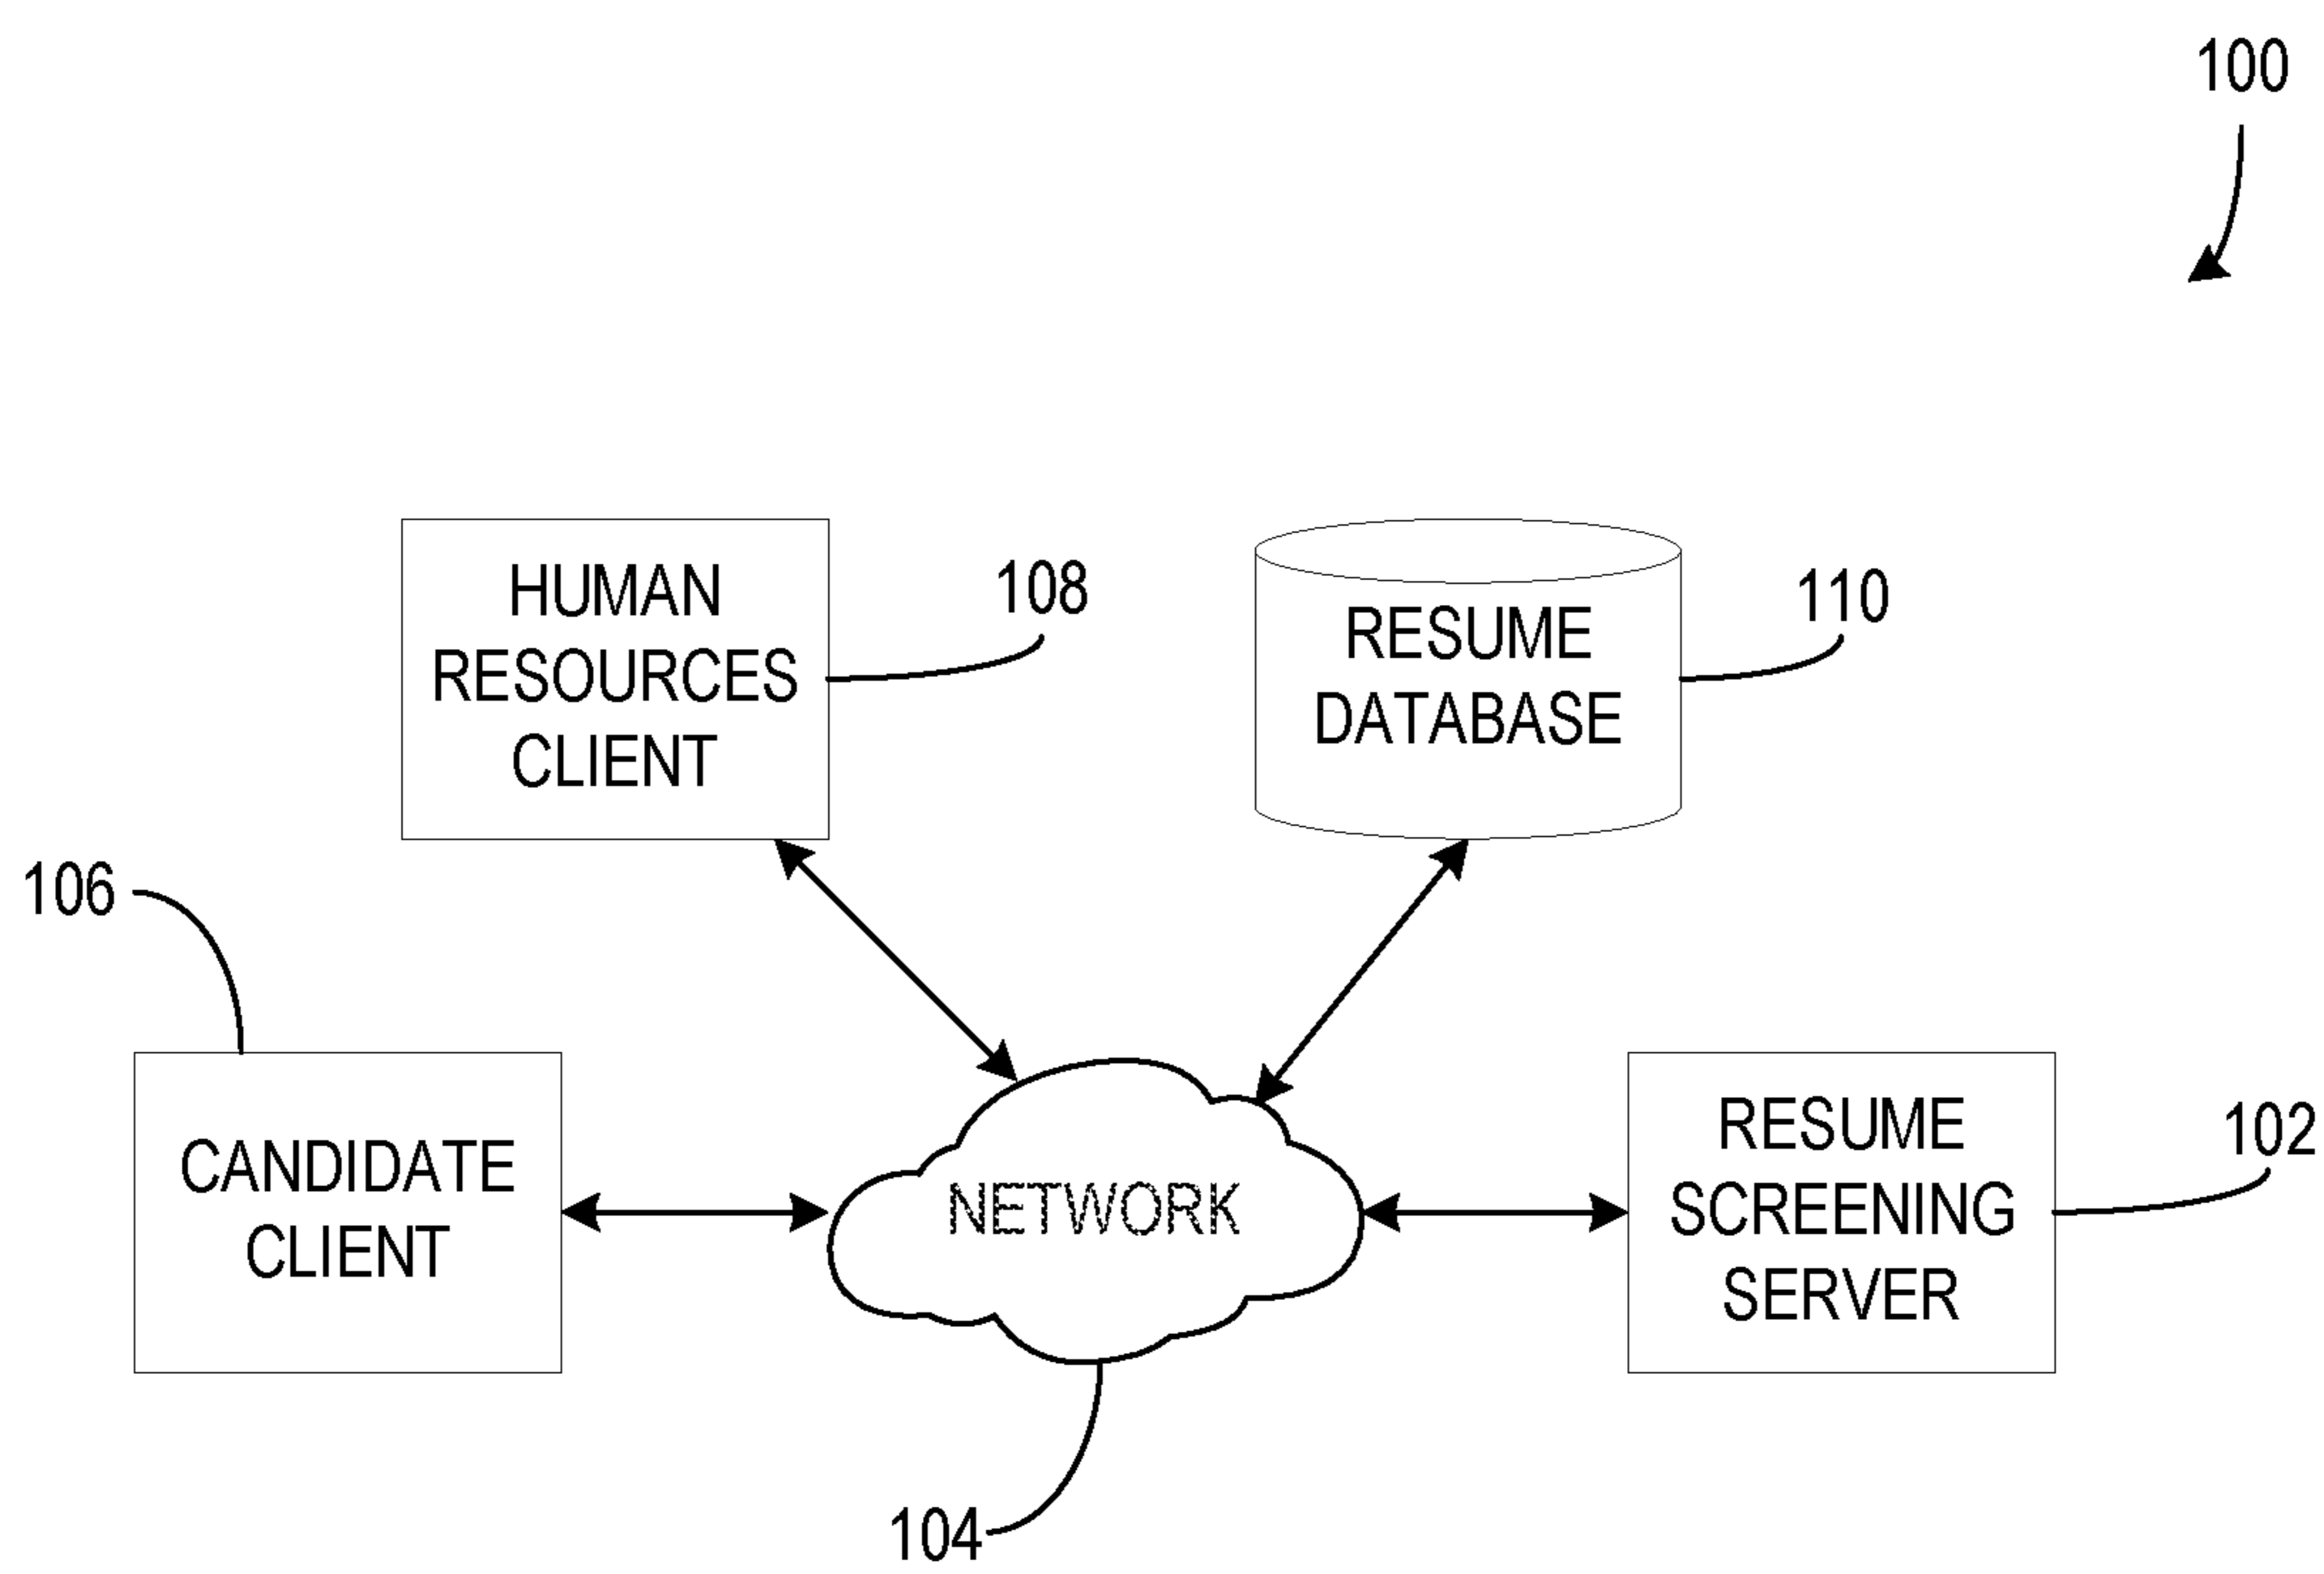 100
HUMAN
RESOURCES
CLIENT
108
RESUME
DATABASE
110
106
CANDIDATE
CLIENT
NETWORK
RESUME
SCREENING
SERVER
102
104